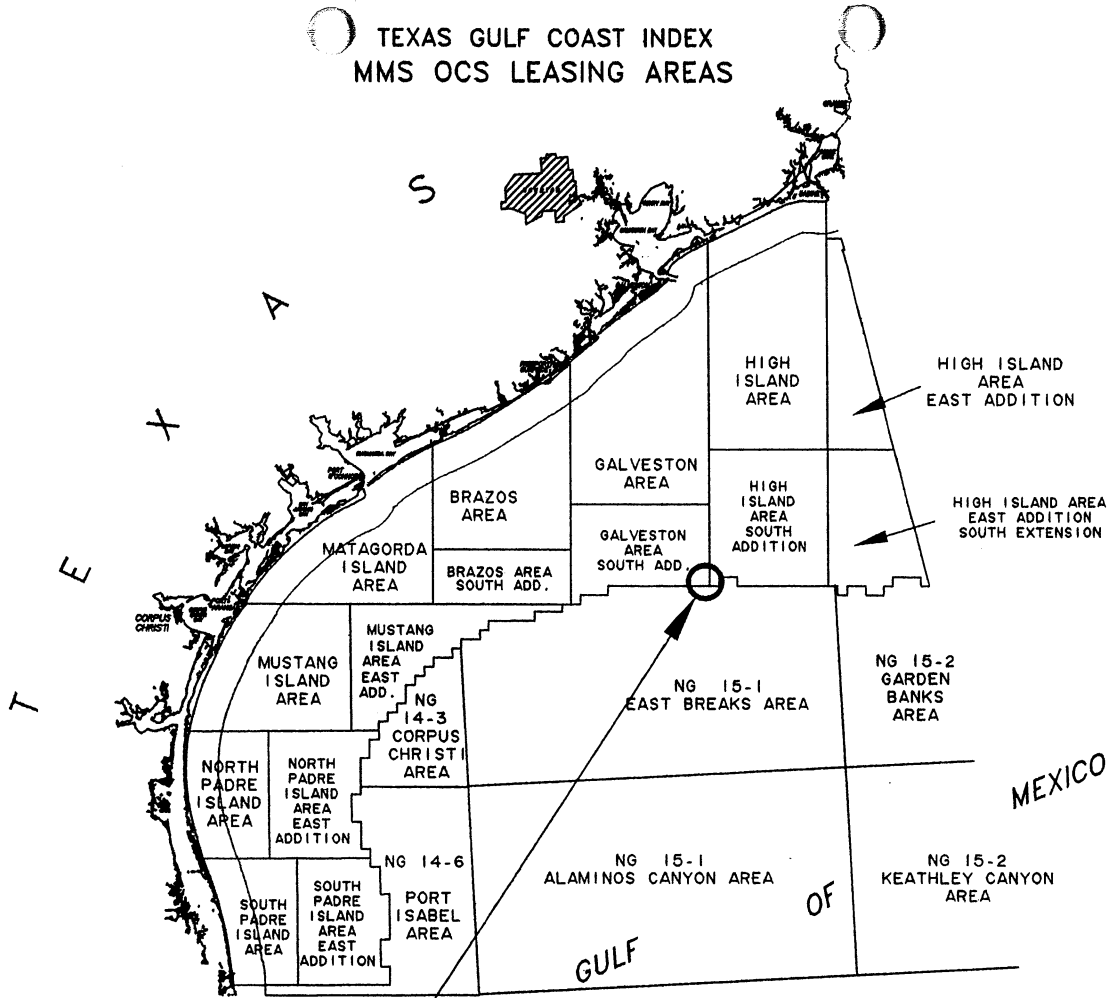 TEXAS GULF COAST INDEX
MMS OCS LEASING AREAS
TEXAS
HIGH
ISLAND
AREA
HIGH ISLAND
AREA
EAST ADDITION
GALVESTON
AREA
HIGH
ISLAND
AREA
SOUTH
ADDITION
HIGH ISLAND AREA
EAST ADDITION
SOUTH EXTENSION
BRAZOS
AREA
GALVESTON
AREA
SOUTH ADD.
MATAGORDA
ISLAND
AREA
BRAZOS AREA
SOUTH ADD.
CORPUS
CHRISTI
MUSTANG
ISLAND
AREA
MUSTANG
ISLAND
AREA
EAST
ADD.
NG
14-3
CORPUS
CHRISTI
AREA
NG 15-1
EAST BREAKS AREA
NG 15-2
GARDEN
BANKS
AREA
NORTH
PADRE
ISLAND
AREA
NORTH
PADRE
ISLAND
AREA
EAST
ADDITION
NG 14-6
PORT
ISABEL
AREA
NG 15-1
ALAMINOS CANYON AREA
NG 15-2
KEATHLEY CANYON
AREA
SOUTH
PADRE
ISLAND
AREA
SOUTH
PADRE
ISLAND
AREA
EAST
ADDITION
GULF OF MEXICO